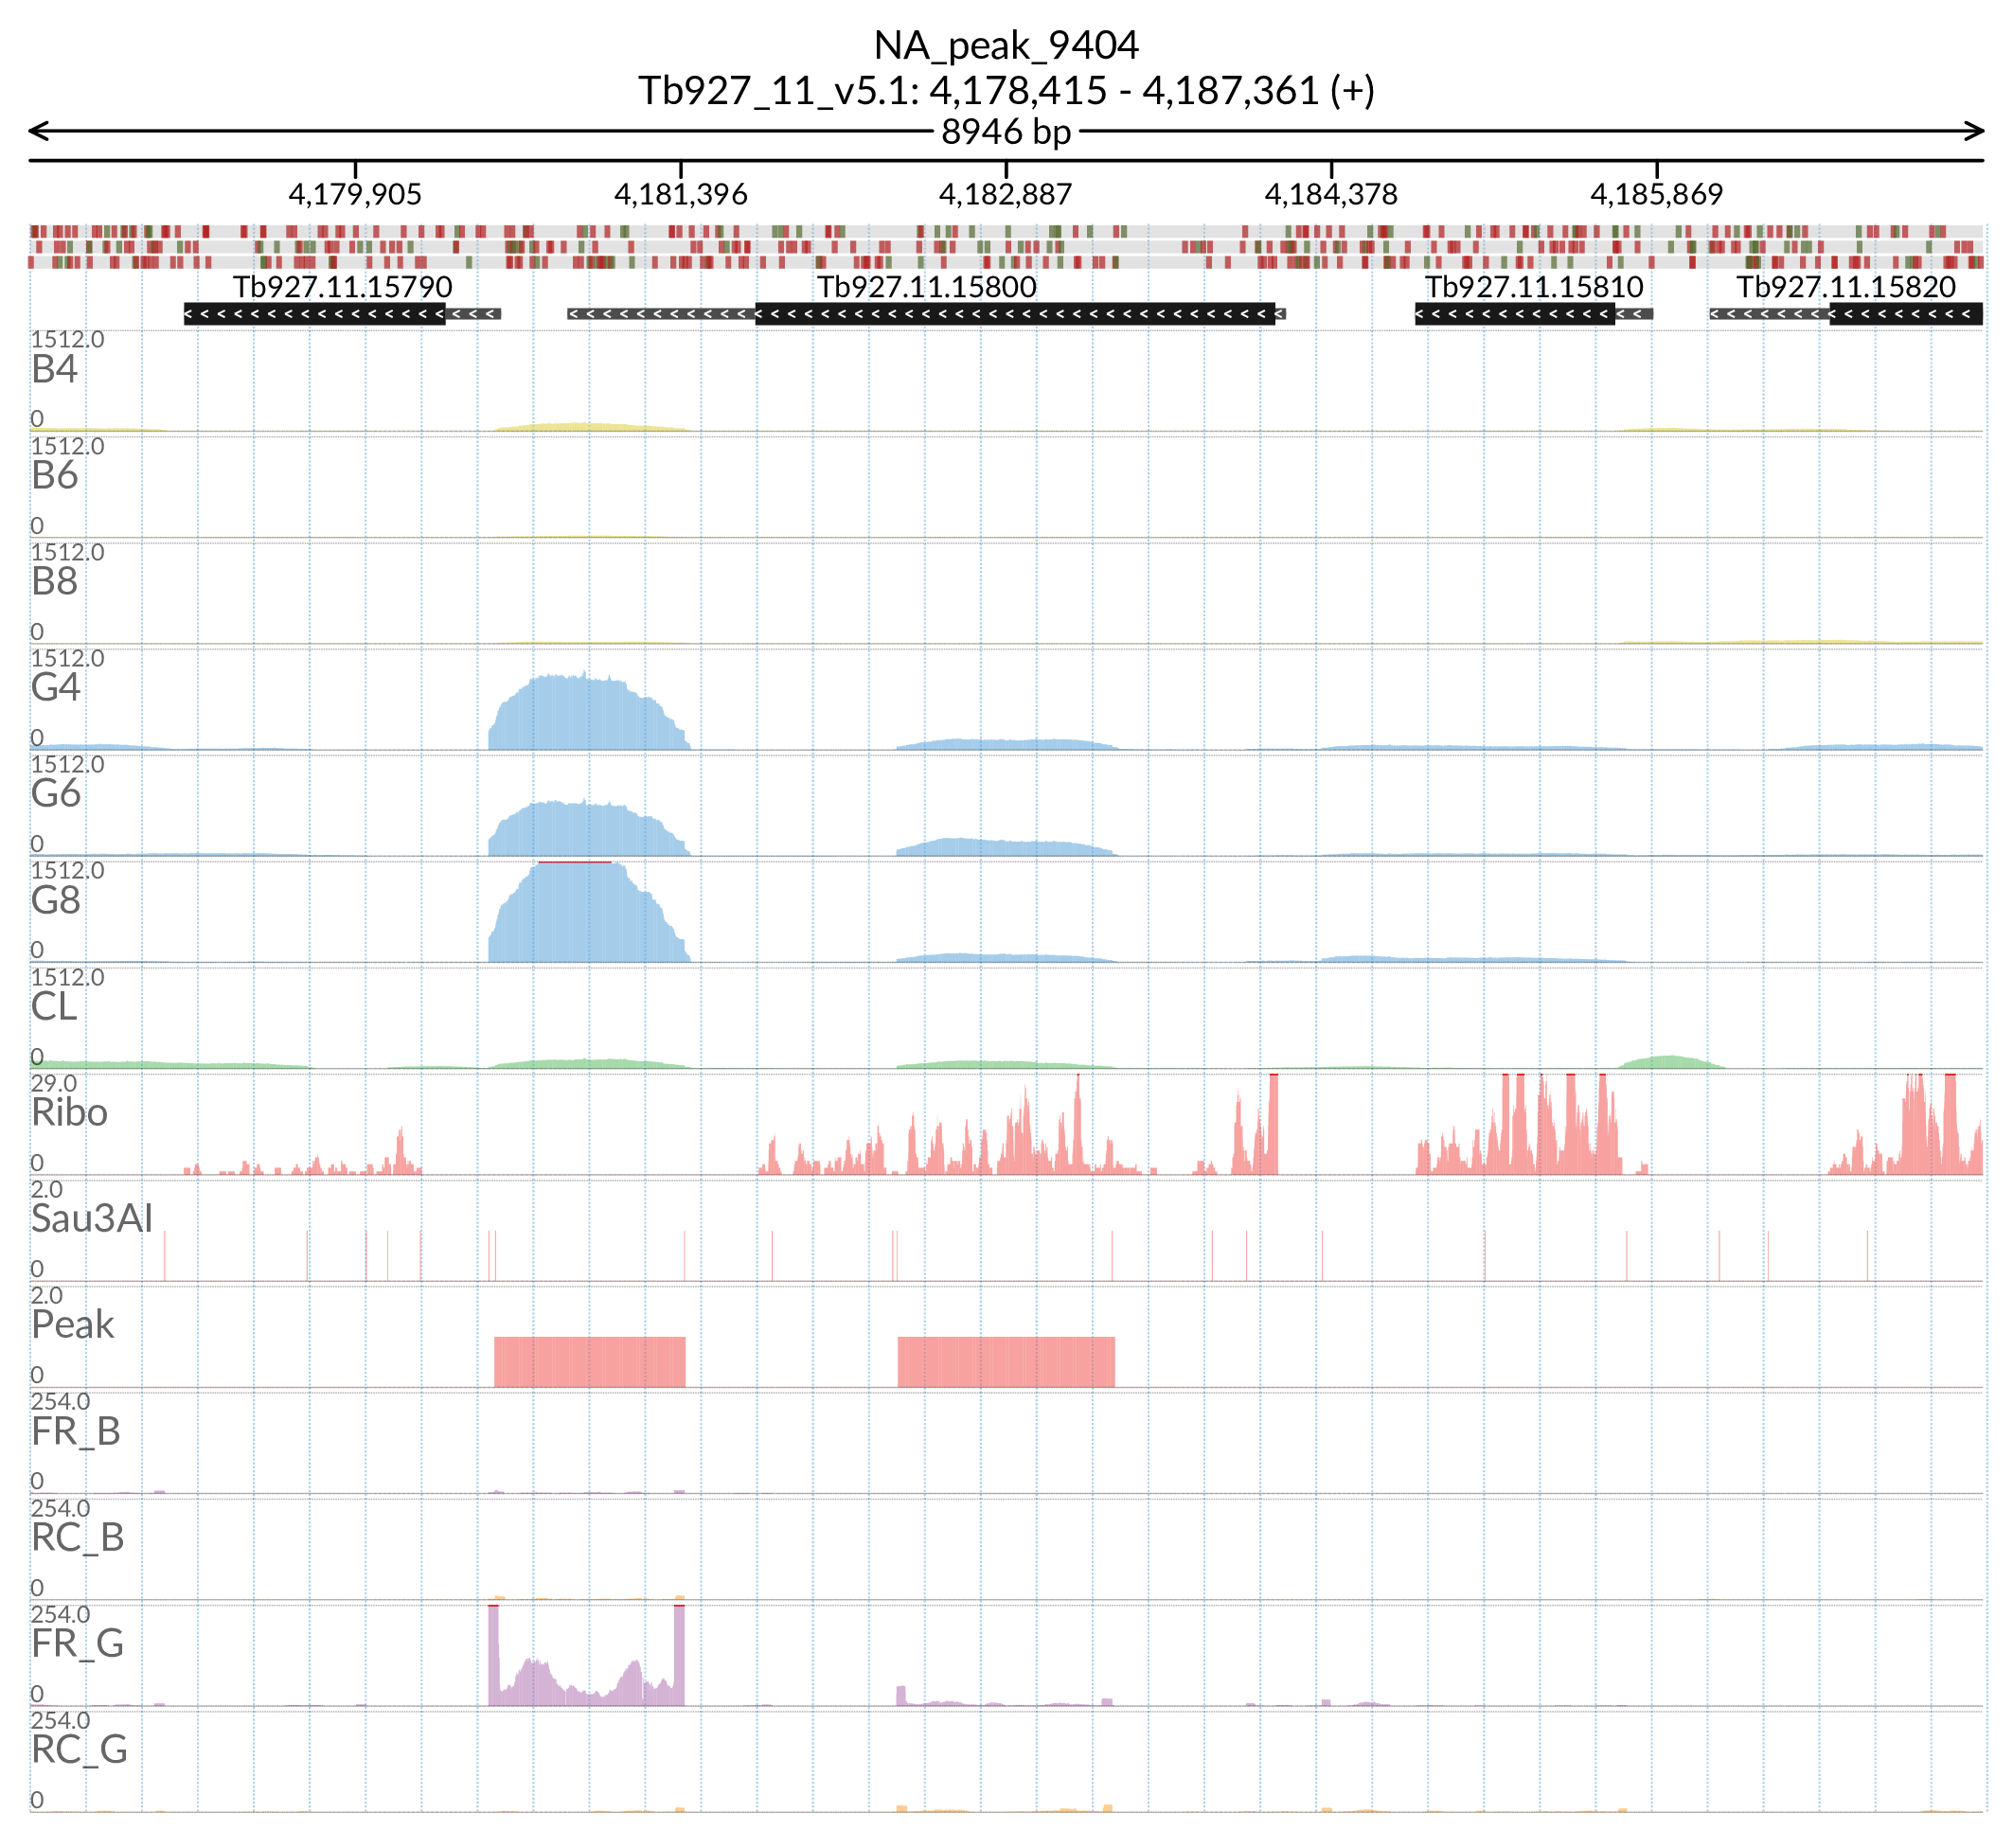 NA_peak_9404
Tb927_11_v5.1: 4,178,415 - 4,187,361 (+)
8946 bp
4,179,905 4,181,396 4,182,887 4,184,378 4,185,869
Tb927.11.15790 Tb927.11.15800 Tb927.11.15810 Tb927.11.15820
1512.0
B4
0
1512.0
B6
0
1512.0
B8
0
1512.0
G4
0
1512.0
G6
0
1512.0
G8
0
1512.0
CL
0
29.0
Ribo
0
2.0
Sau3AI
0
2.0
Peak
0
254.0
FR_B
0
254.0
RC_B
0
254.0
FR_G
0
254.0
RC_G
0